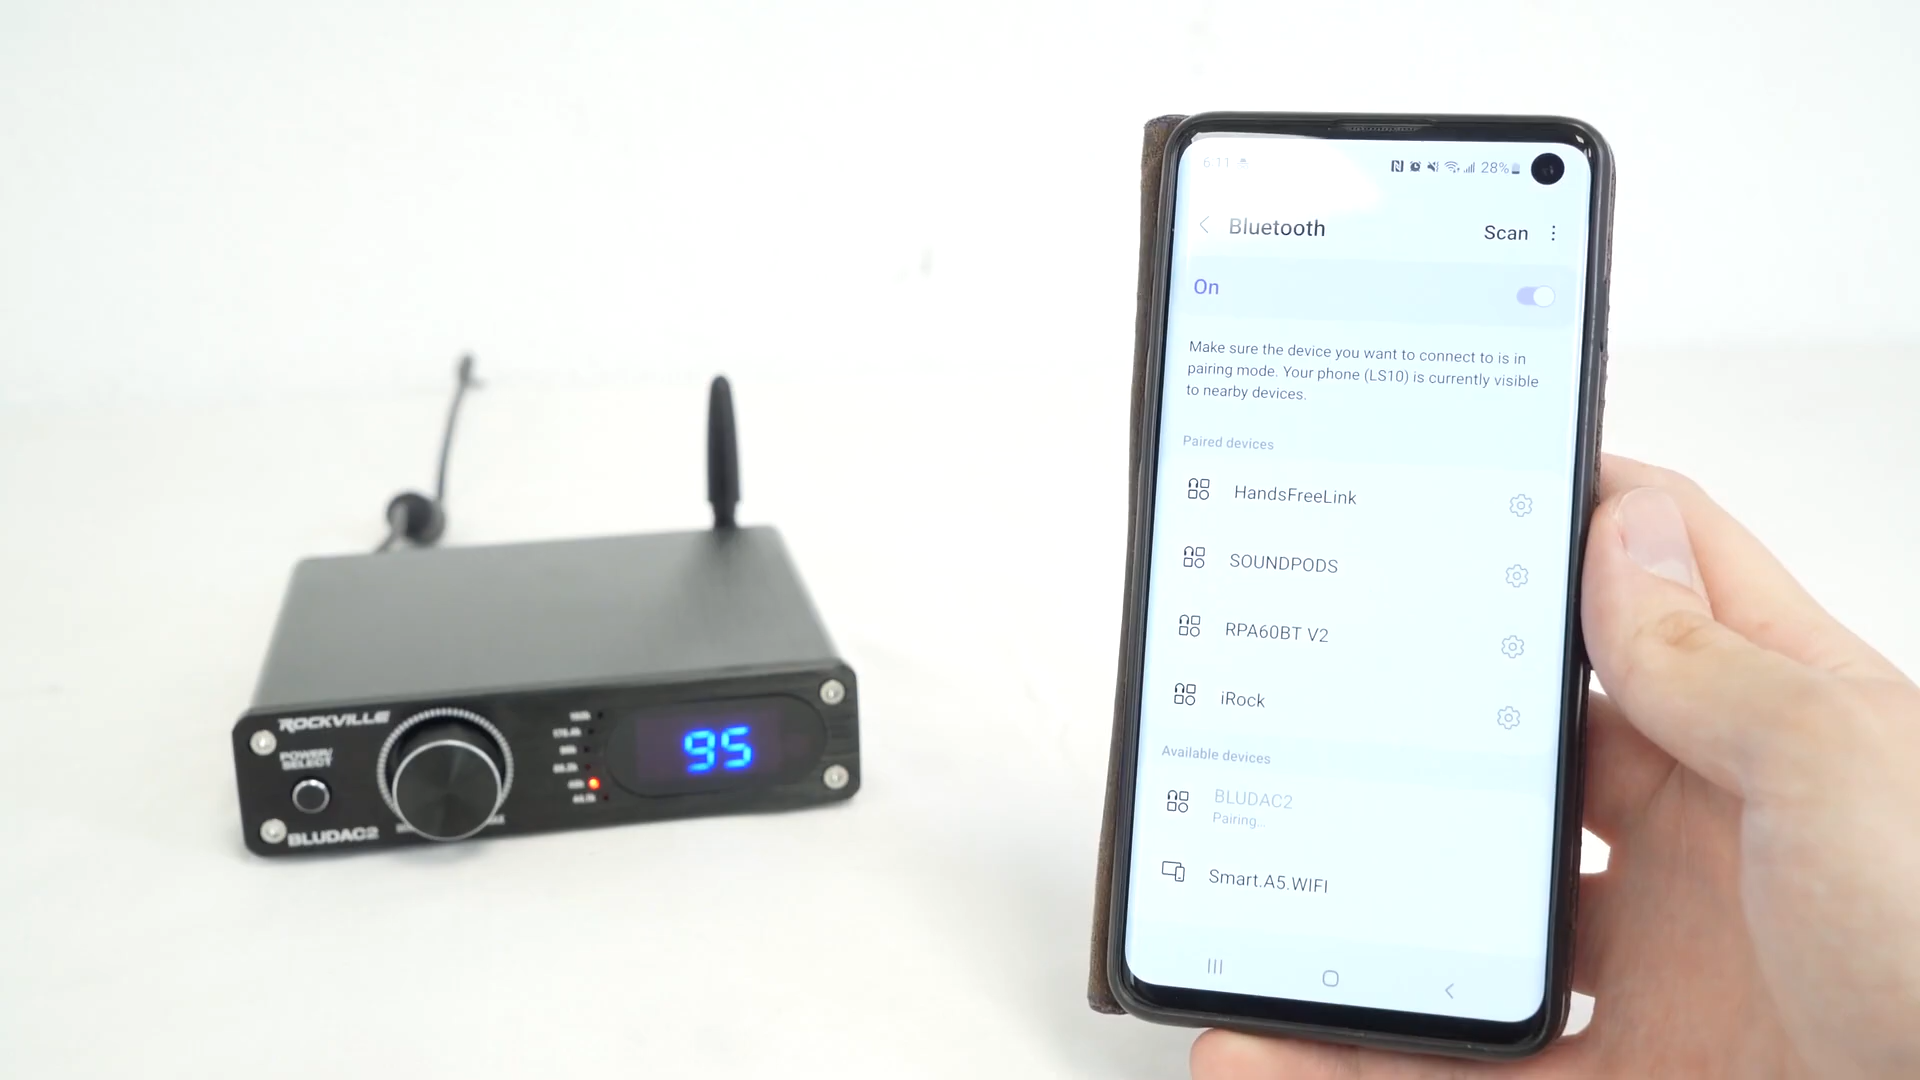 ROCKVILLE
POWER/
SELECT
BLUDAC2
95
6:11
28%
Bluetooth
Scan
On
Make sure the device you want to connect to is in
pairing mode. Your phone (LS10) is currently visible
to nearby devices.
Paired devices
HandsFreeLink
SOUNDPODS
RPA60BT V2
iRock
Available devices
BLUDAC2
Pairing...
Smart.A5.WIFI